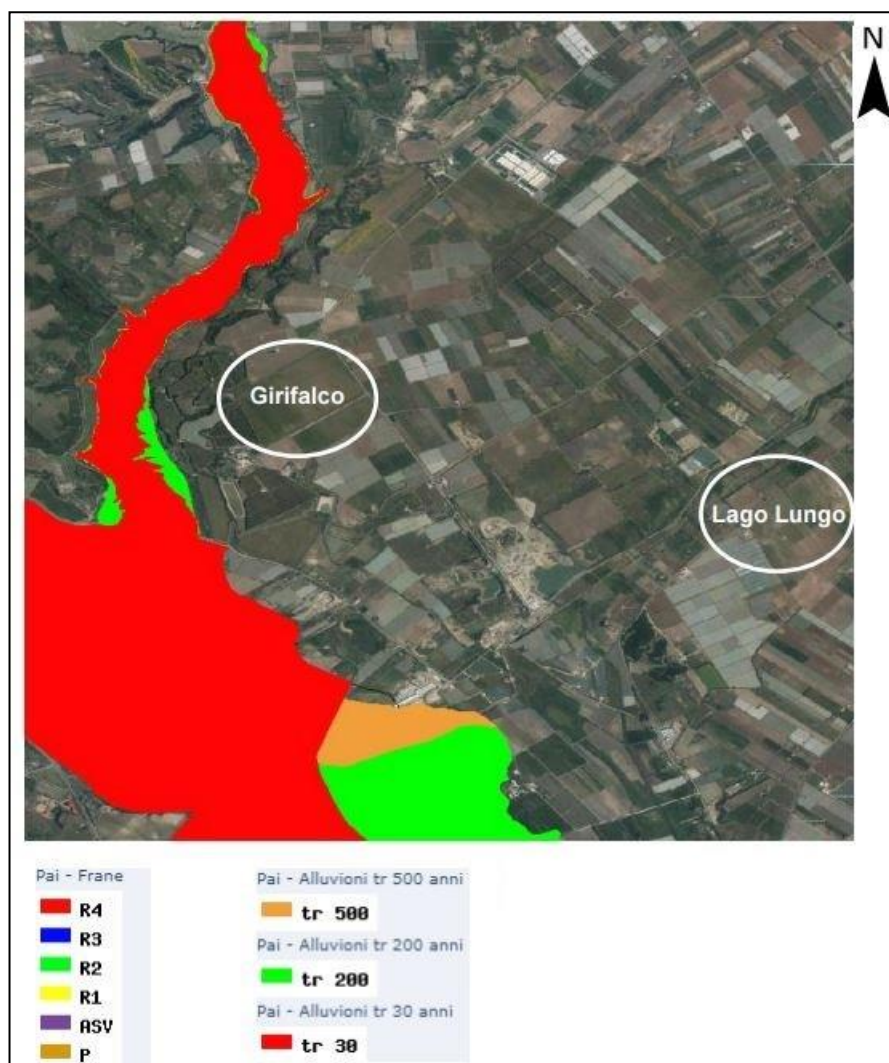 N
Girifalco
Lago Lungo
Pai - Frane
R4
R3
R2
R1
ASV
P
Pai - Alluvioni tr 500 anni
tr 500
Pai - Alluvioni tr 200 anni
tr 200
Pai - Alluvioni tr 30 anni
tr 30